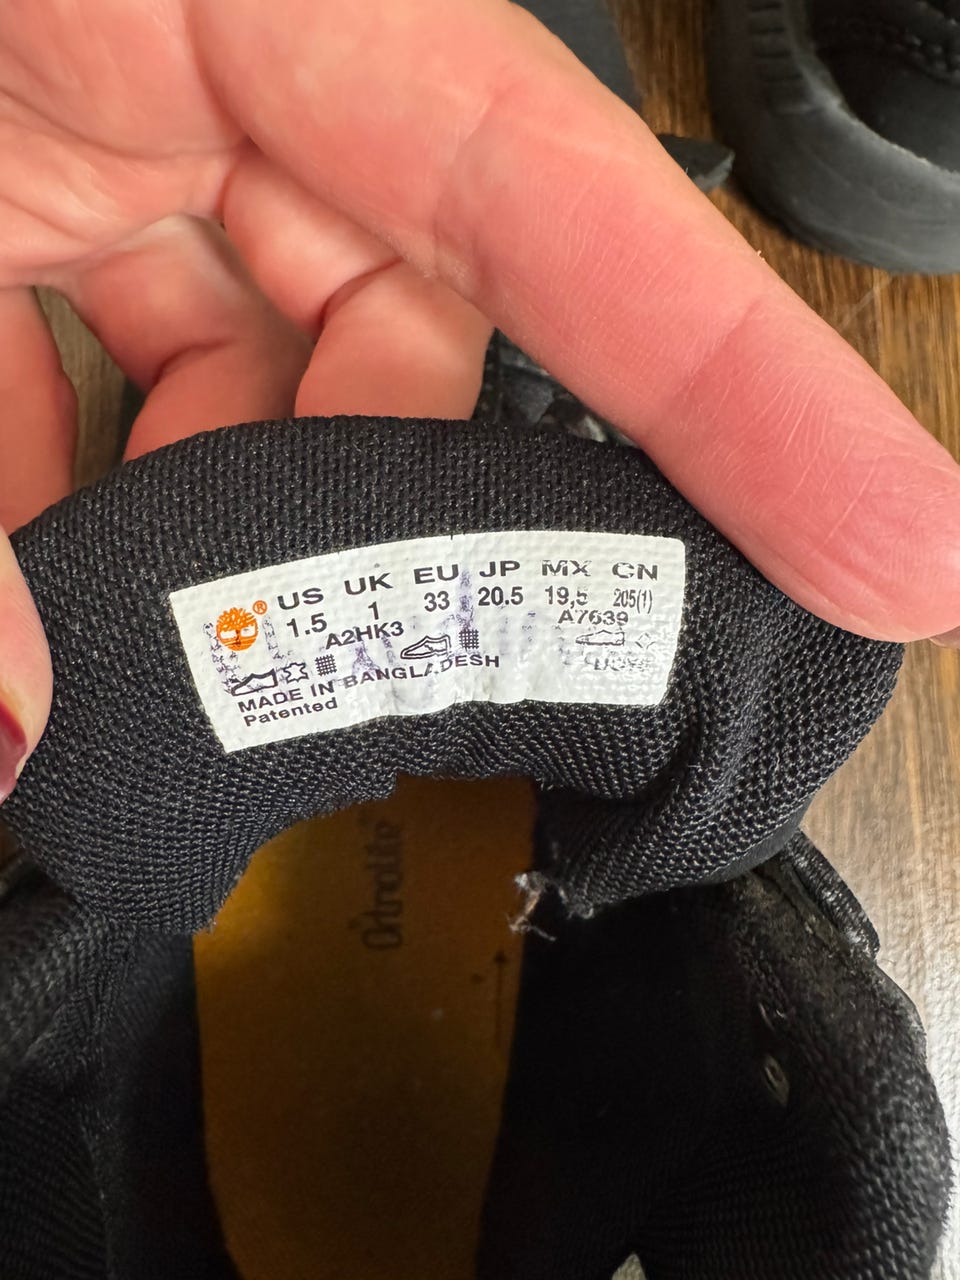 US UK EU JP MX CN
1.5 1 33 20.5 19,5 205(1)
A2HK3 A7639
MADE IN BANGLADESH
Patented
®
Ortholite